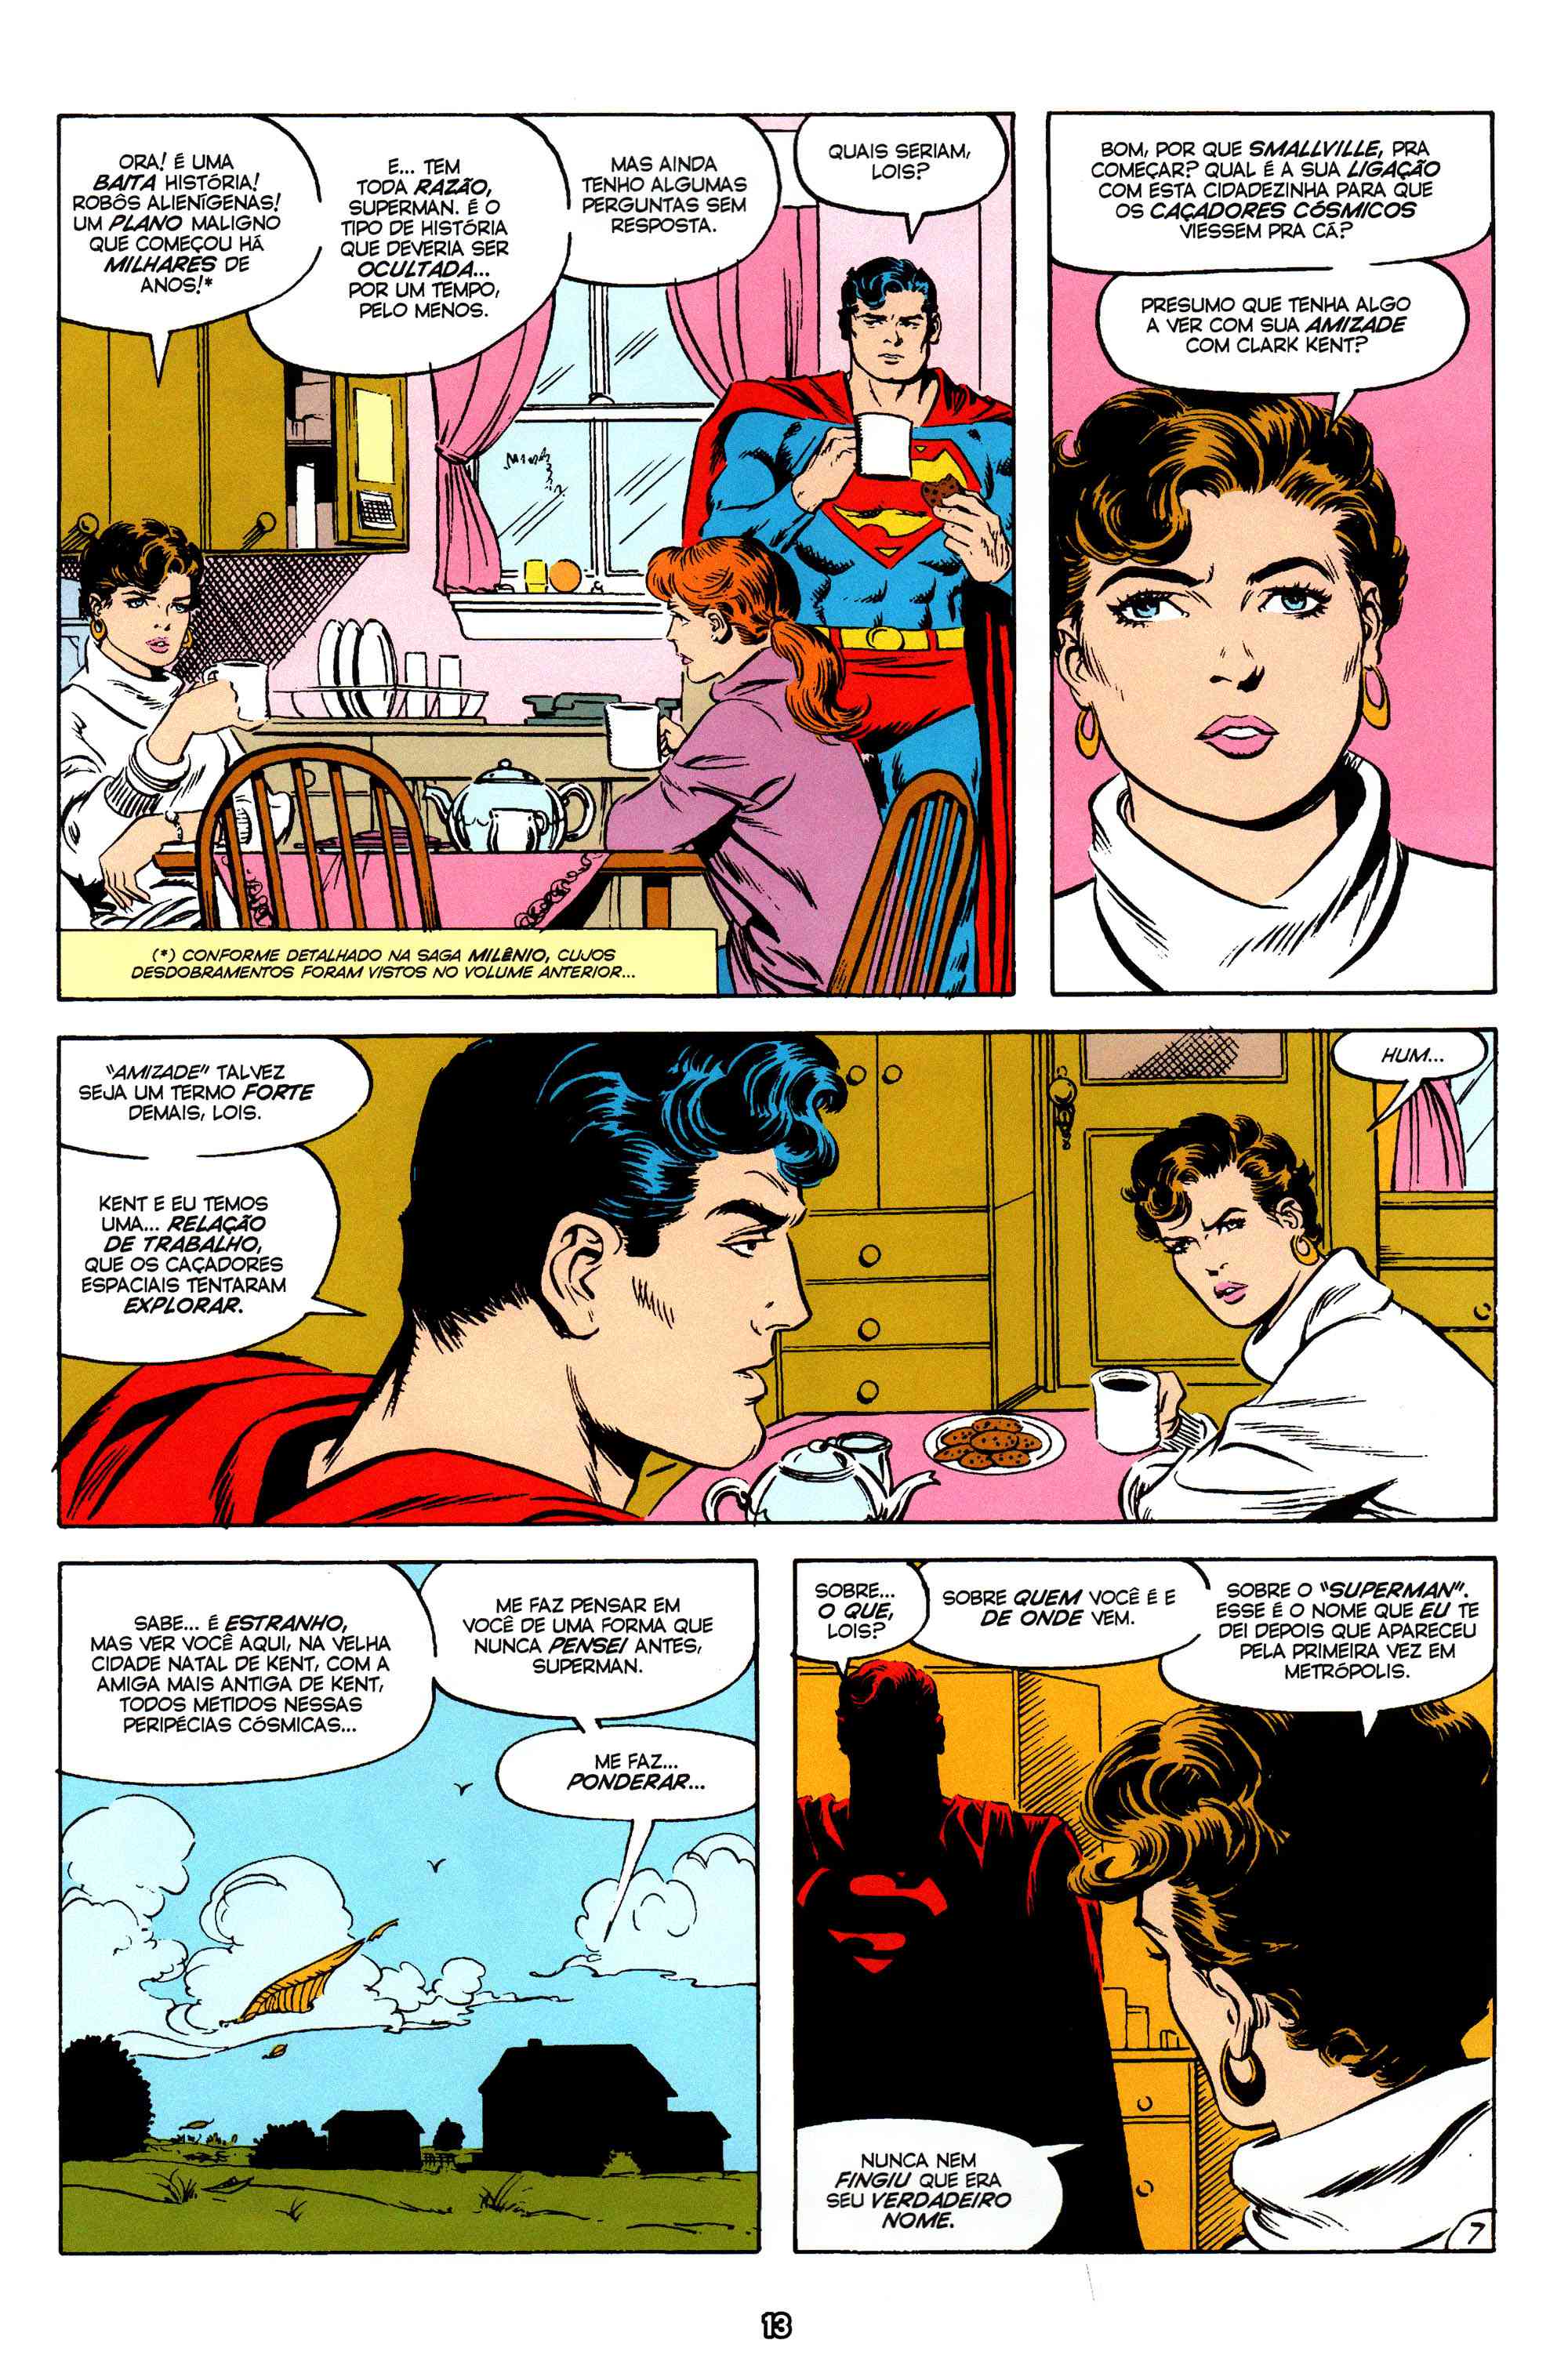 ORA! É UMA
BAITA HISTÓRIA!
ROBÔS ALIENÍGENAS!
UM PLANO MALIGNO
QUE COMEÇOU HÁ
MILHARES DE
ANOS!*
E... TEM
TODA RAZÃO,
SUPERMAN. É O
TIPO DE HISTÓRIA
QUE DEVERIA SER
OCULTADA...
POR UM TEMPO,
PELO MENOS.
MAS AINDA
TENHO ALGUMAS
PERGUNTAS SEM
RESPOSTA.
QUAIS SERIAM,
LOIS?
(*) CONFORME DETALHADO NA SAGA MILÊNIO, CUJOS
DESDOBRAMENTOS FORAM VISTOS NO VOLUME ANTERIOR...
BOM, POR QUE SMALLVILLE, PRA
COMEÇAR? QUAL É A SUA LIGAÇÃO
COM ESTA CIDADEZINHA PARA QUE
OS CAÇADORES CÓSMICOS
VIESSEM PRA CÁ?
PRESUMO QUE TENHA ALGO
A VER COM SUA AMIZADE
COM CLARK KENT?
"AMIZADE" TALVEZ
SEJA UM TERMO FORTE
DEMAIS, LOIS.
KENT E EU TEMOS
UMA... RELAÇÃO
DE TRABALHO,
QUE OS CAÇADORES
ESPACIAIS TENTARAM
EXPLORAR.
HUM...
SABE... É ESTRANHO,
MAS VER VOCÊ AQUI, NA VELHA
CIDADE NATAL DE KENT, COM A
AMIGA MAIS ANTIGA DE KENT,
TODOS METIDOS NESSAS
PERIPÉCIAS CÓSMICAS...
ME FAZ PENSAR EM
VOCÊ DE UMA FORMA QUE
NUNCA PENSEI ANTES,
SUPERMAN.
ME FAZ...
PONDERAR...
SOBRE...
O QUE,
LOIS?
SOBRE QUEM VOCÊ É E
DE ONDE VEM.
SOBRE O "SUPERMAN".
ESSE É O NOME QUE EU TE
DEI DEPOIS QUE APARECEU
PELA PRIMEIRA VEZ EM
METRÓPOLIS.
NUNCA NEM
FINGIU QUE ERA
SEU VERDADEIRO
NOME.
7
13